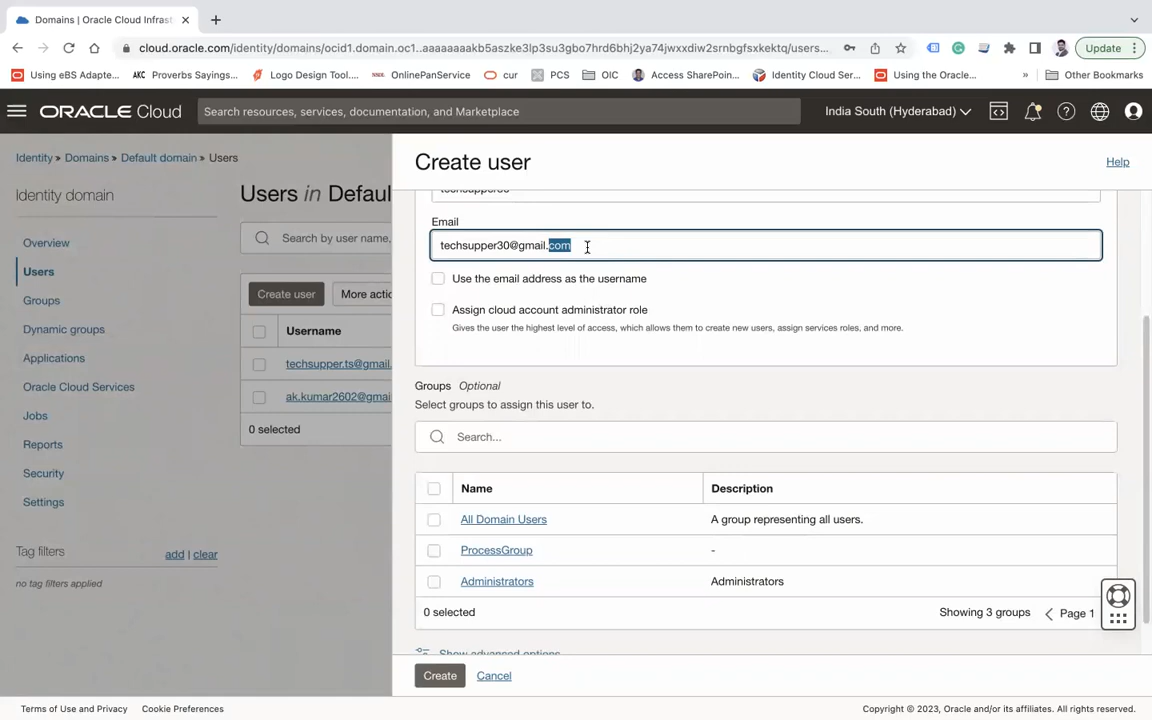 Domains | Oracle Cloud Infrast
cloud.oracle.com/identity/domains/ocid1.domain.oc1..aaaaaaaakb5aszke3lp3su3gbo7hrd6bhj2ya74jwxxdiw2srnbgfsxkektq/users...
Update
Using eBS Adapte... AKC Proverbs Sayings... Logo Design Tool.... OnlinePanService cur PCS OIC Access SharePoin... Identity Cloud Ser... Using the Oracle... » Other Bookmarks
ORACLE Cloud
Search resources, services, documentation, and Marketplace
India South (Hyderabad)
Identity » Domains » Default domain » Users
Identity domain
Overview
Users
Groups
Dynamic groups
Applications
Oracle Cloud Services
Jobs
Reports
Security
Settings
Tag filters add | clear
no tag filters applied
Users in Defau
Search by user name,
Create user More actio
Username
techsupper.ts@gmail.
ak.kumar2602@gmai
0 selected
Create user
Help
techsupper30
Email
techsupper30@gmail.com
Use the email address as the username
Assign cloud account administrator role
Gives the user the highest level of access, which allows them to create new users, assign services roles, and more.
Groups Optional
Select groups to assign this user to.
Search...
Name Description
All Domain Users A group representing all users.
ProcessGroup -
Administrators Administrators
0 selected Showing 3 groups Page 1
Show advanced options
Create Cancel
Terms of Use and Privacy Cookie Preferences
Copyright © 2023, Oracle and/or its affiliates. All rights reserved.